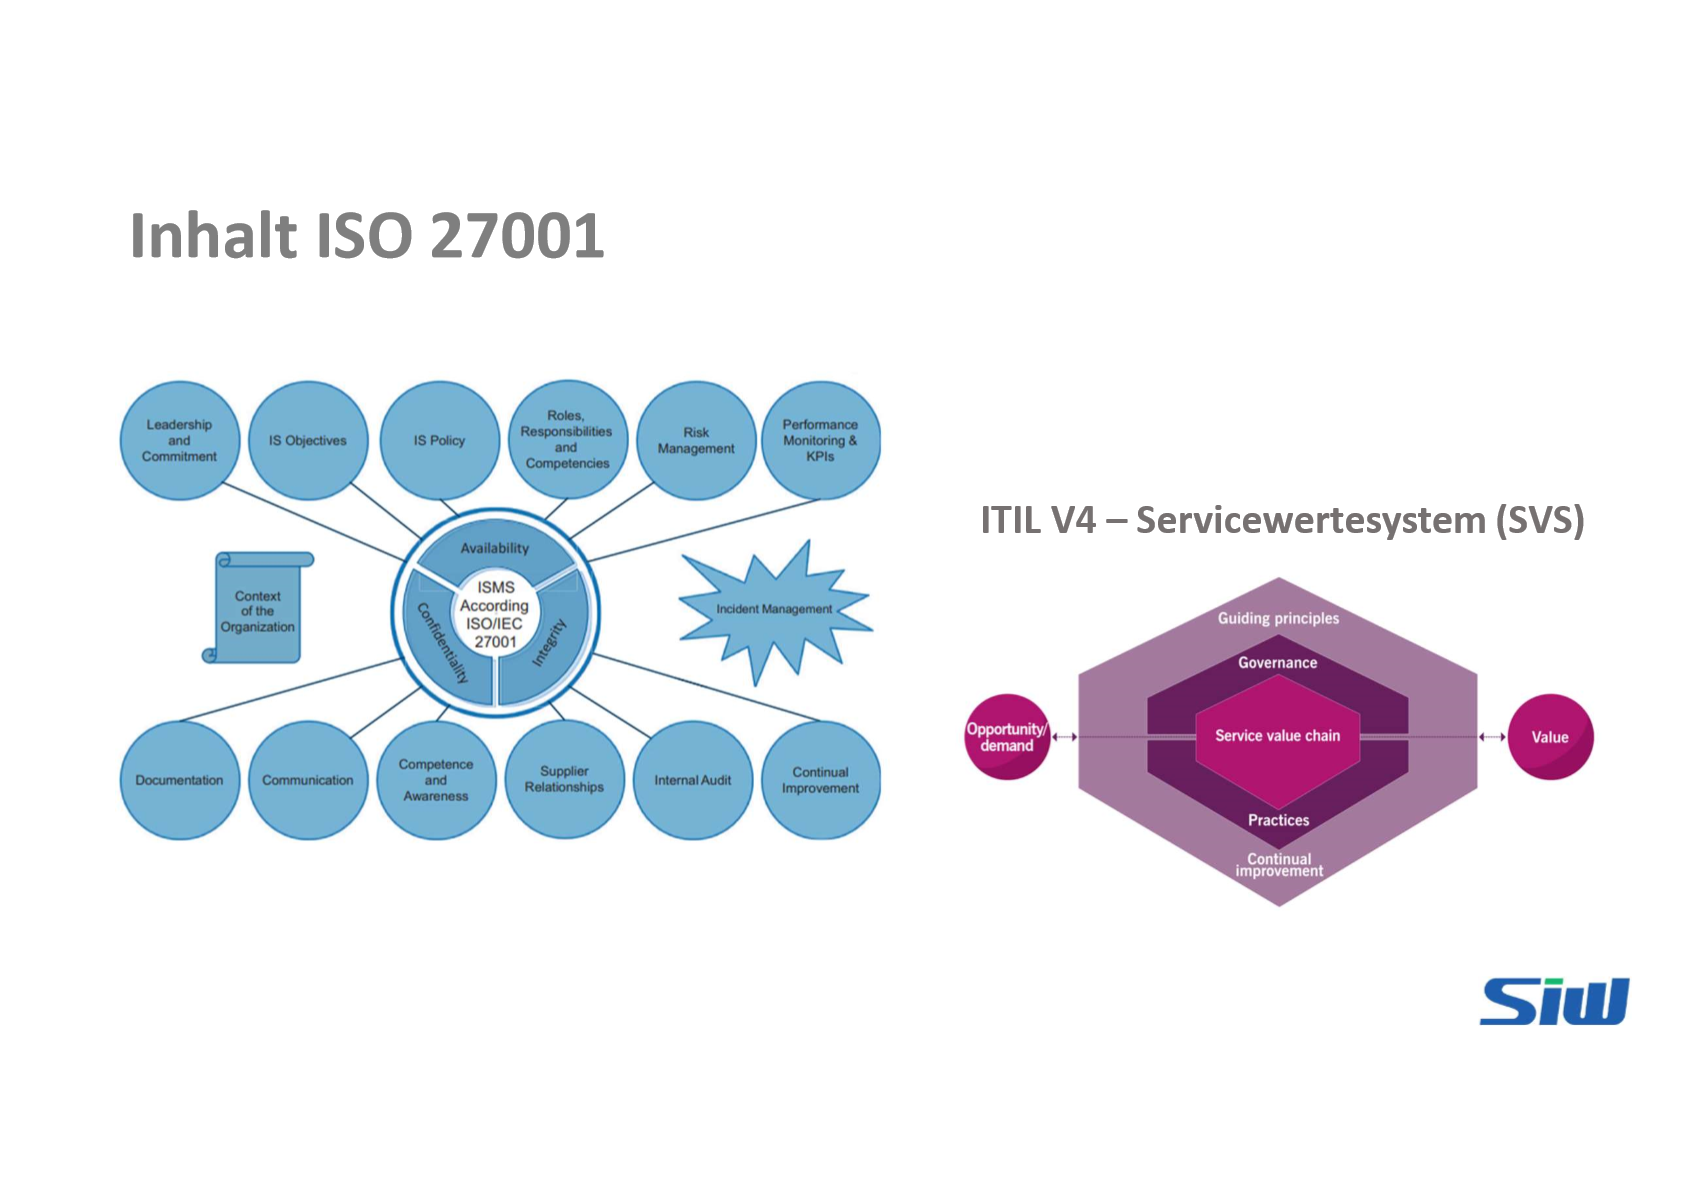 Inhalt ISO 27001
Leadership
and
Commitment
IS Objectives
IS Policy
Roles,
Responsibilities
and
Competencies
Risk
Management
Performance
Monitoring &
KPIs
Context
of the
Organization
Availability
Confidentiality
Integrity
ISMS
According
ISO/IEC
27001
Incident Management
Documentation
Communication
Competence
and
Awareness
Supplier
Relationships
Internal Audit
Continual
Improvement
ITIL V4 – Servicewertesystem (SVS)
Guiding principles
Governance
Opportunity/
demand
Service value chain
Value
Practices
Continual
improvement
SiW